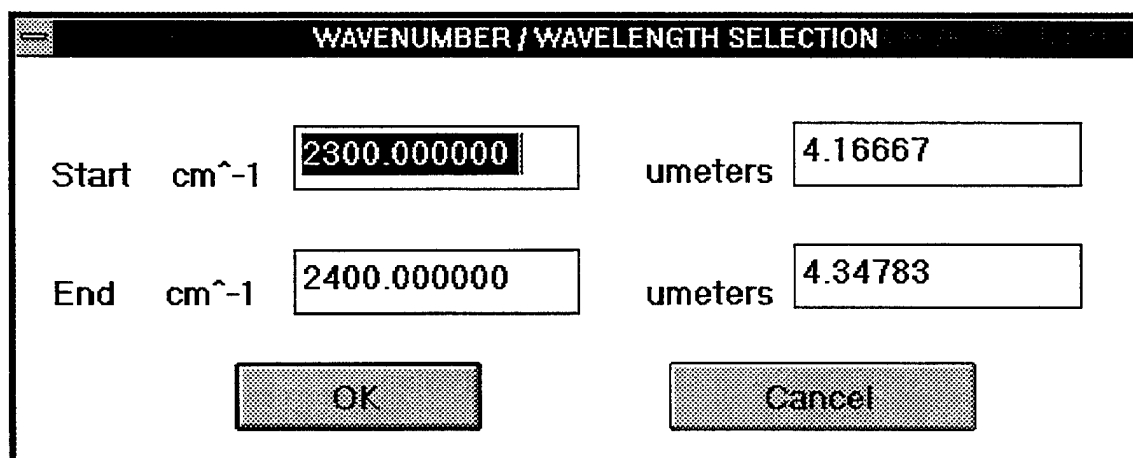 WAVENUMBER / WAVELENGTH SELECTION
Start cm^-1 2300.000000 umeters 4.16667
End cm^-1 2400.000000 umeters 4.34783
OK Cancel